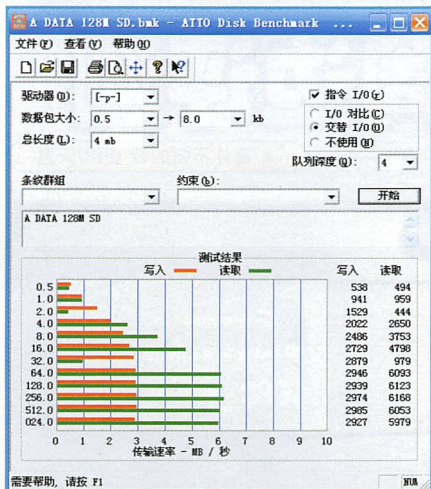 A DATA 128M SD.bmk - ATTO Disk Benchmark ...
文件(F) 查看(V) 帮助(H)
驱动器(D): [-p-] 指令 I/O(r)
数据包大小: 0.5 → 8.0 kb I/O 对比(C)
总长度(L): 4 mb 交替 I/O(O)
不使用(N)
队列深度(Q): 4
条纹群组 约束(b): 开始
A DATA 128M SD
测试结果
写入 读取 写入 读取
0.5 538 494
1.0 941 959
2.0 1529 444
4.0 2022 2650
8.0 2486 3753
16.0 2729 4798
32.0 2879 979
64.0 2946 6093
128.0 2939 6123
256.0 2974 6168
512.0 2985 6053
024.0 2927 5979
0 1 2 3 4 5 6 7 8 9 10
传输速率 - MB / 秒
需要帮助, 请按 F1 NUM